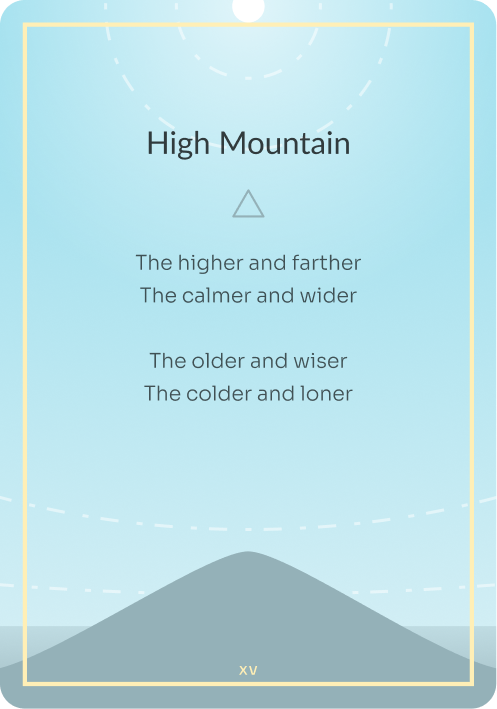 High Mountain
The higher and farther
The calmer and wider
The older and wiser
The colder and loner
XV